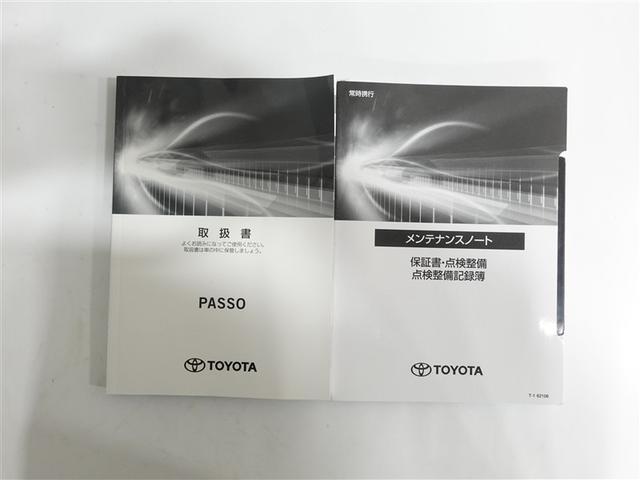 取扱書
よくお読みになってご使用ください。
取扱書は車の中に保管しましょう。
PASSO
TOYOTA
常時携行
メンテナンスノート
保証書・点検整備
点検整備記録簿
TOYOTA
T-1 62106